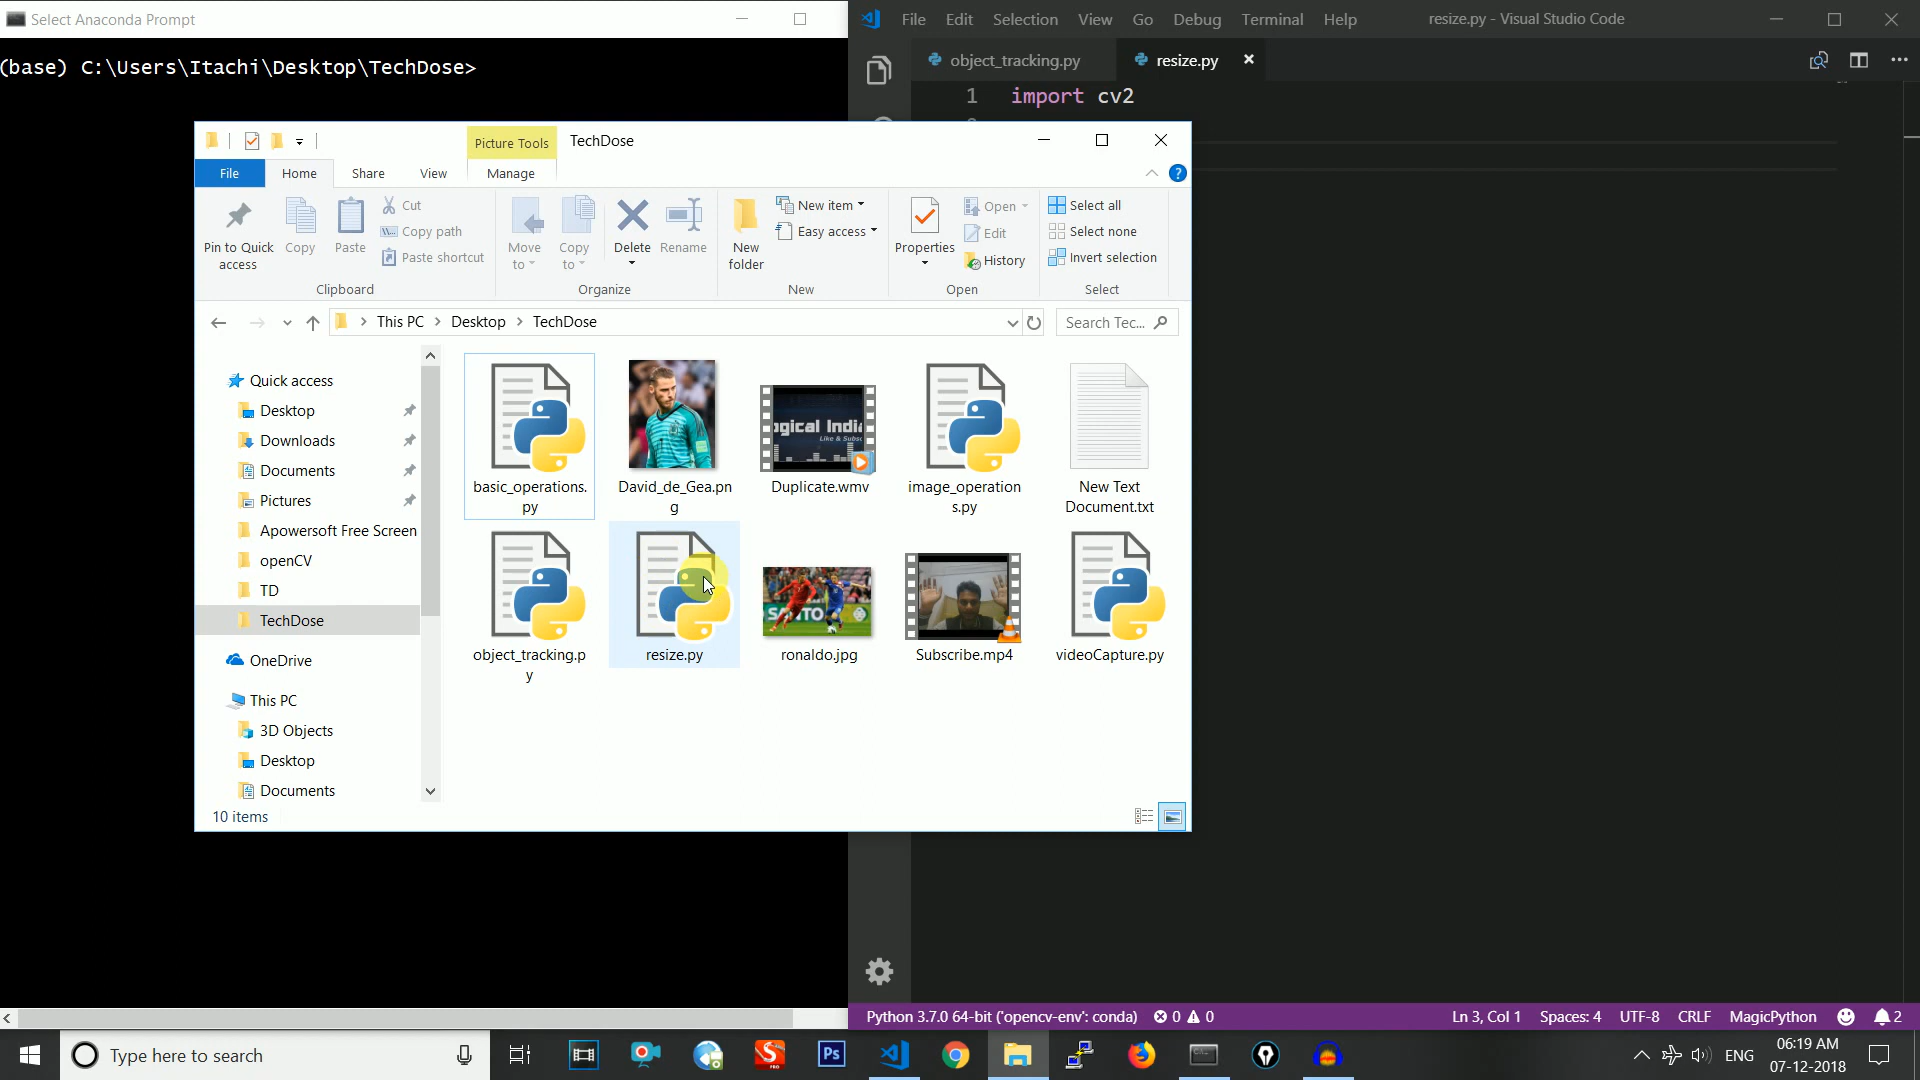 Select Anaconda Prompt
(base) C:\Users\Itachi\Desktop\TechDose>
File Edit Selection View Go Debug Terminal Help resize.py - Visual Studio Code
object_tracking.py resize.py
1 import cv2
Picture Tools TechDose
File Home Share View Manage
Pin to Quick access
Copy
Paste
Cut
Copy path
Paste shortcut
Clipboard
Move to
Copy to
Delete
Rename
Organize
New folder
New item
Easy access
New
Properties
Open
Edit
History
Open
Select all
Select none
Invert selection
Select
This PC > Desktop > TechDose
Search Tec...
Quick access
Desktop
Downloads
Documents
Pictures
Apowersoft Free Screen
openCV
TD
TechDose
OneDrive
This PC
3D Objects
Desktop
Documents
basic_operations.
py
David_de_Gea.pn
g
ogical Indi
Like & Subsc
Duplicate.wmv
image_operation
s.py
New Text
Document.txt
object_tracking.p
y
resize.py
SANTO
ronaldo.jpg
Subscribe.mp4
videoCapture.py
10 items
Python 3.7.0 64-bit ('opencv-env': conda) 0 0 Ln 3, Col 1 Spaces: 4 UTF-8 CRLF MagicPython 2
Type here to search
Ps
ENG
06:19 AM
07-12-2018